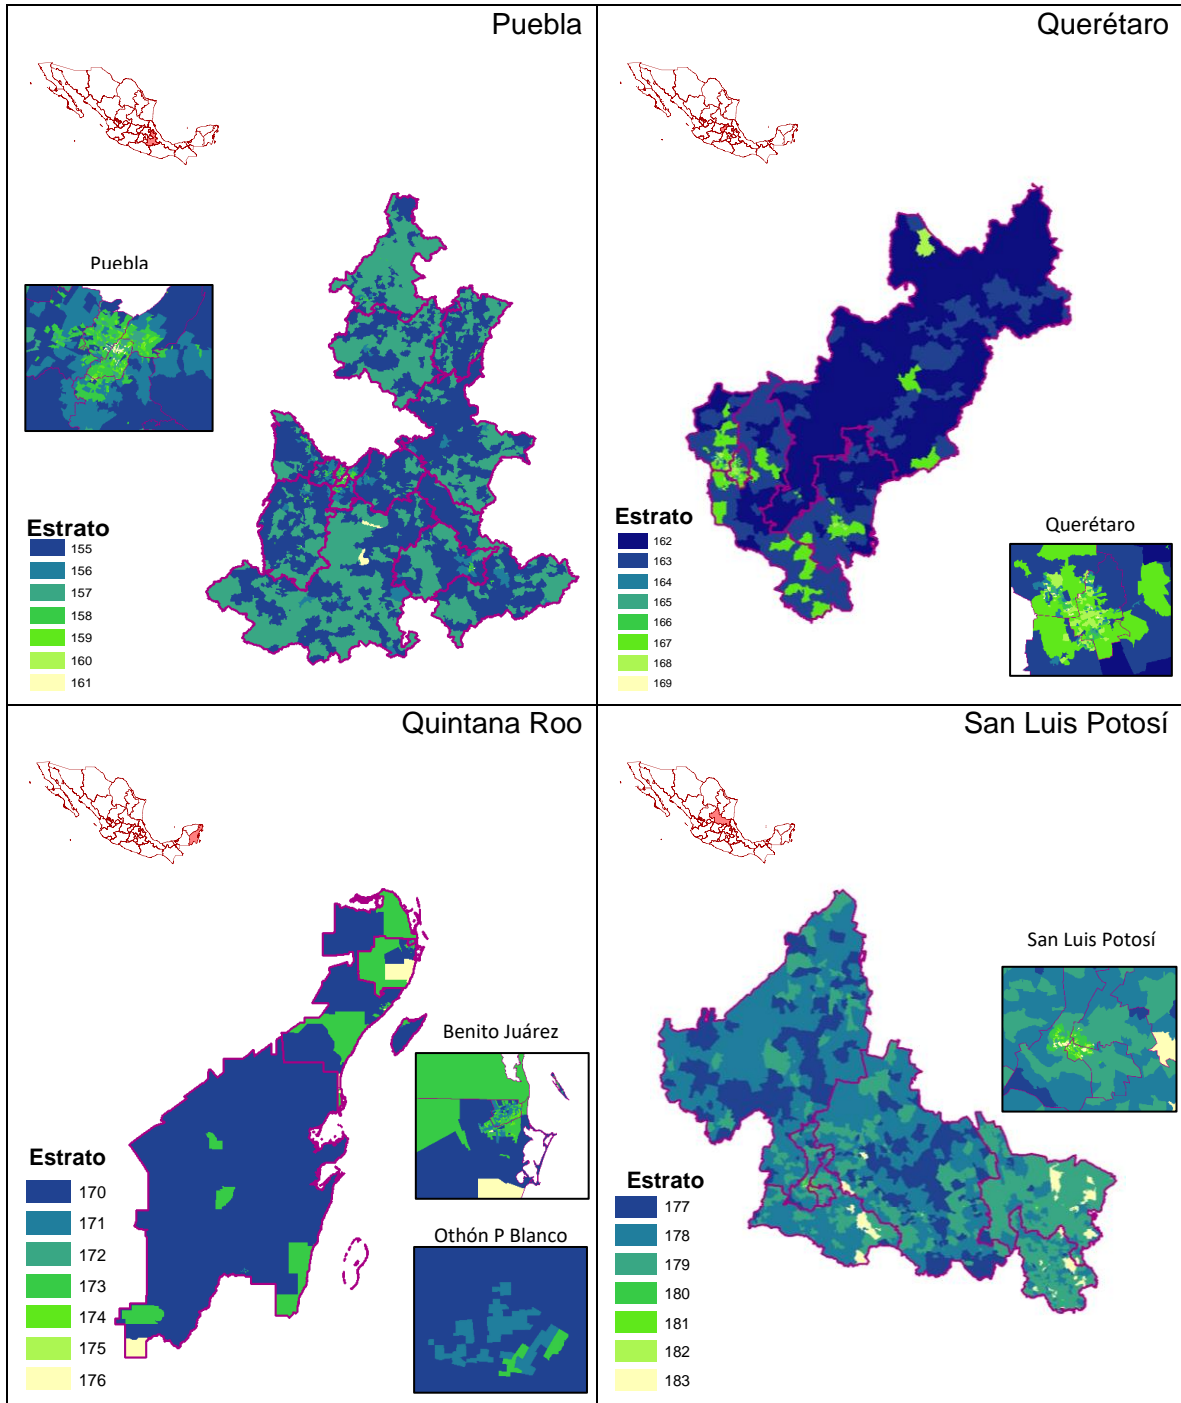 Puebla
Puebla
Estrato
155
156
157
158
159
160
161
Querétaro
Estrato
162
163
164
165
166
167
168
169
Querétaro
Quintana Roo
Benito Juárez
Othón P Blanco
Estrato
170
171
172
173
174
175
176
San Luis Potosí
San Luis Potosí
Estrato
177
178
179
180
181
182
183